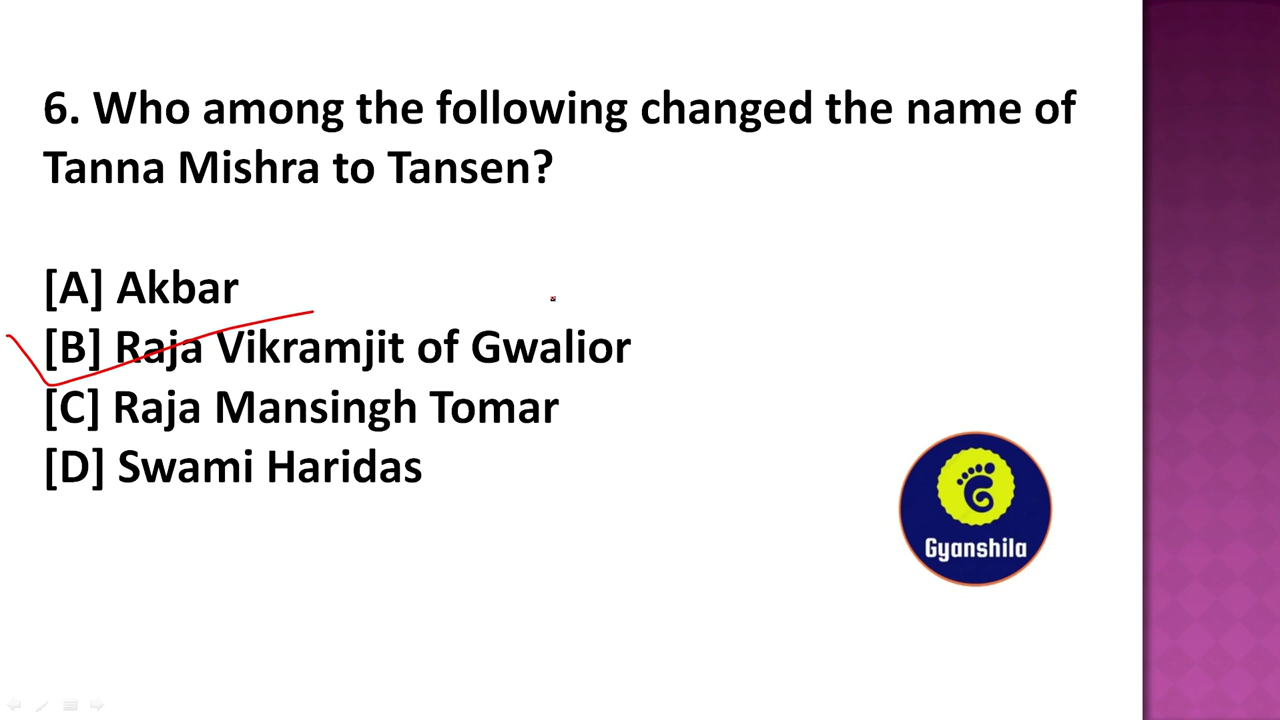 6. Who among the following changed the name of
Tanna Mishra to Tansen?
[A] Akbar
[B] Raja Vikramjit of Gwalior
[C] Raja Mansingh Tomar
[D] Swami Haridas
Gyanshila